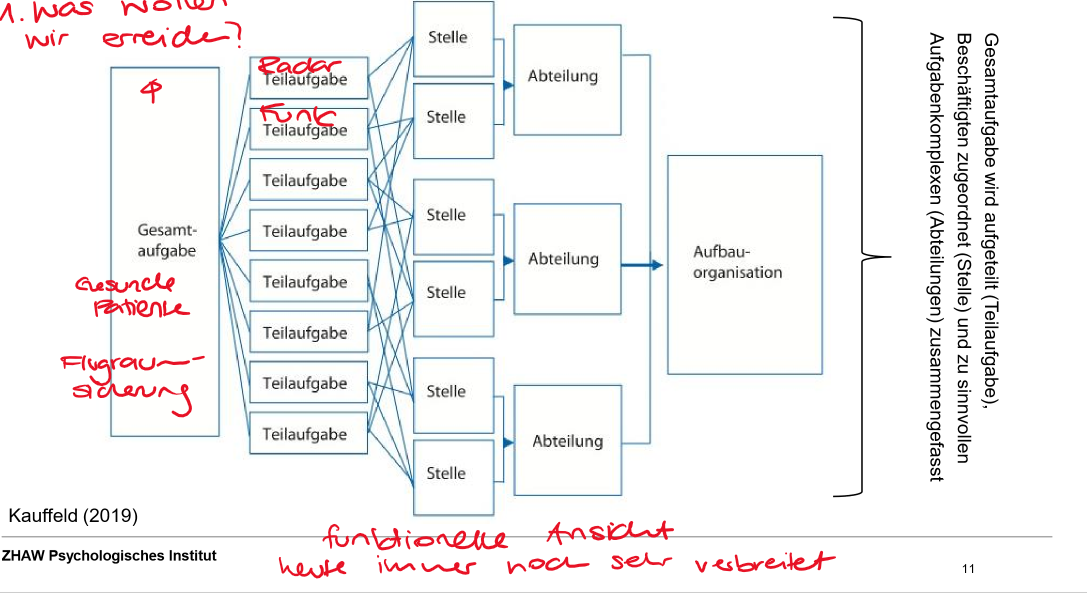 1. Was wollen
wir erreichen?
Radar
Teilaufgabe
Funk
Teilaufgabe
Teilaufgabe
Teilaufgabe
Teilaufgabe
Teilaufgabe
Teilaufgabe
Teilaufgabe
Gesamt-
aufgabe
Gesunde
Patiente
Flugraum-
sicherung
Stelle
Stelle
Stelle
Stelle
Stelle
Stelle
Abteilung
Abteilung
Abteilung
Aufbau-
organisation
Gesamtaufgabe wird aufgeteilt (Teilaufgabe),
Beschäftigten zugeordnet (Stelle) und zu sinnvollen
Aufgabenkomplexen (Abteilungen) zusammengefasst
Kauffeld (2019)
funktionelle Ansicht
heute immer noch sehr verbreitet
ZHAW Psychologisches Institut
11